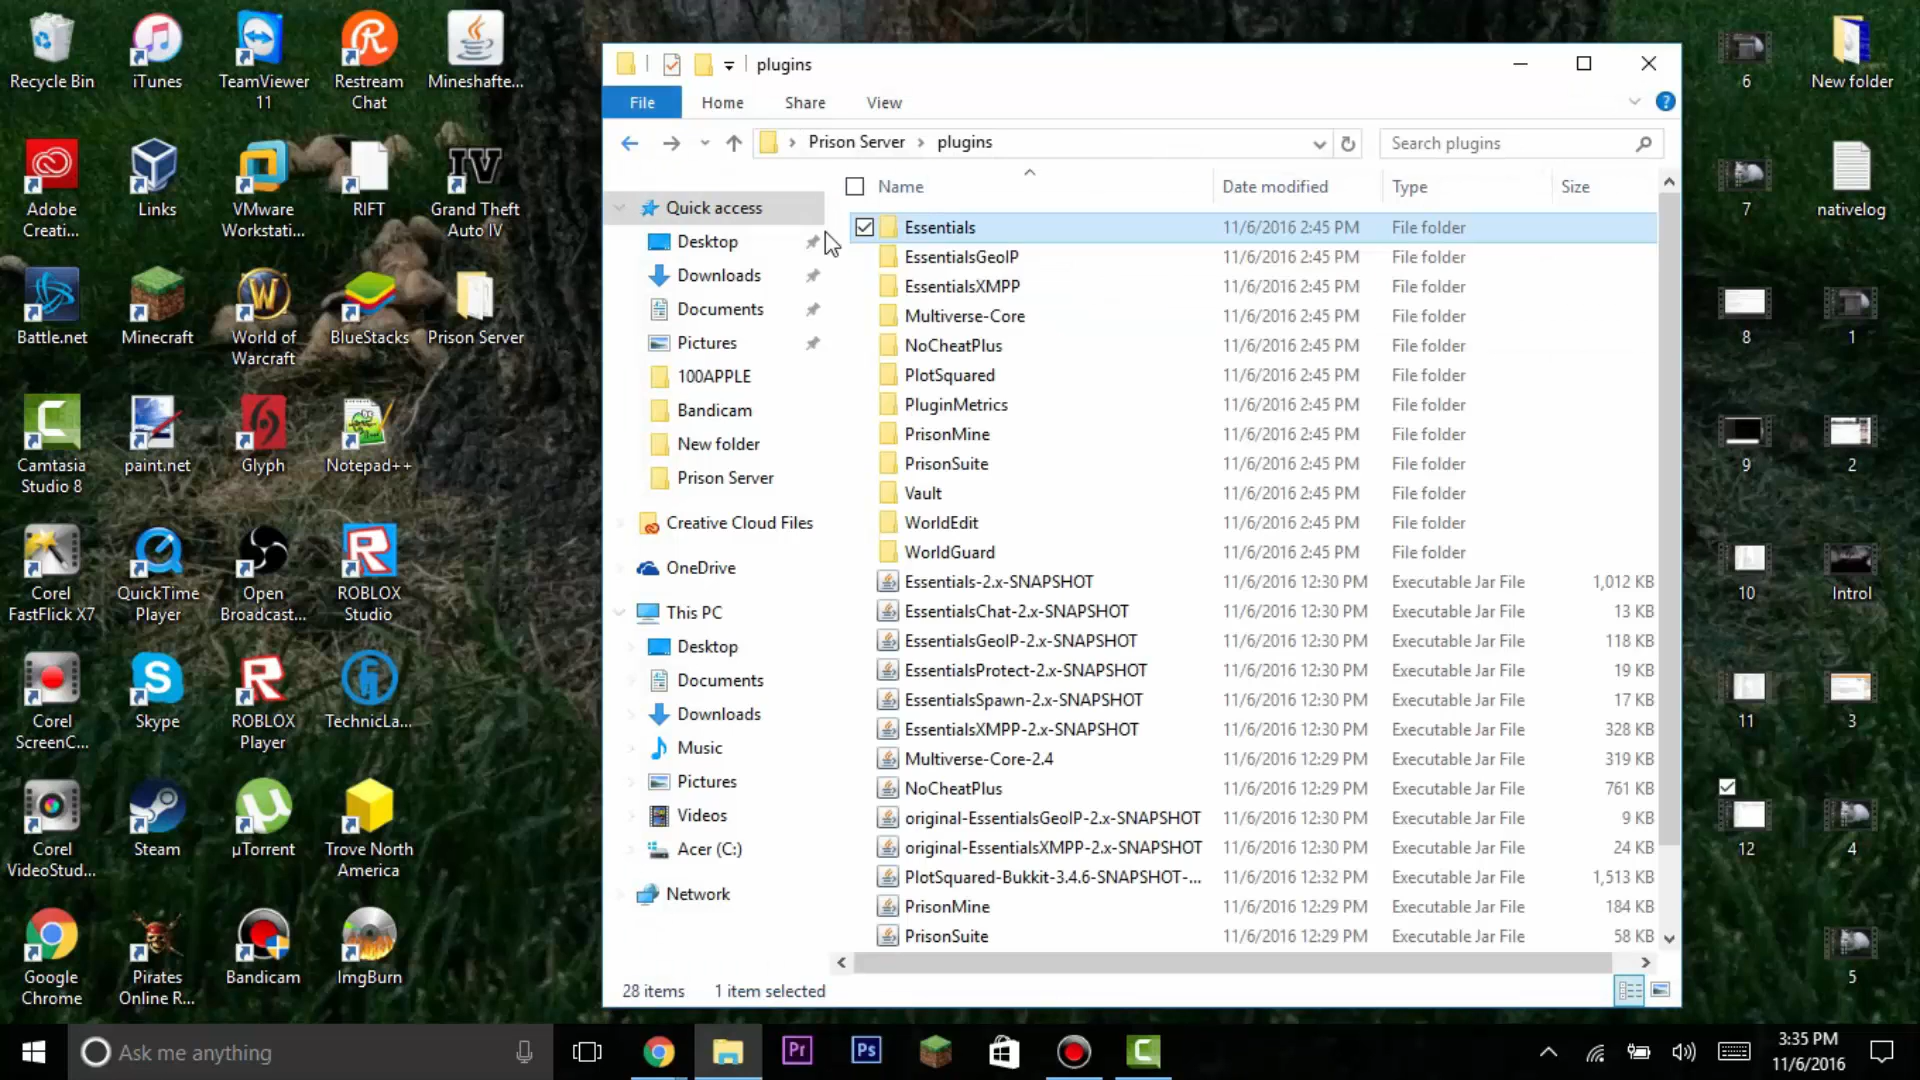 Recycle Bin
iTunes
TeamViewer
11
Restream
Chat
Mineshafte...
Adobe
Creati...
Links
VMware
Workstati...
RIFT
Grand Theft
Auto IV
Battle.net
Minecraft
World of
Warcraft
BlueStacks
Prison Server
Camtasia
Studio 8
paint.net
Glyph
Notepad++
Corel
FastFlick X7
QuickTime
Player
Open
Broadcast...
ROBLOX
Studio
Corel
ScreenC...
Skype
ROBLOX
Player
TechnicLa...
Corel
VideoStud...
Steam
µTorrent
Trove North
America
Google
Chrome
Pirates
Online R...
Bandicam
ImgBurn
plugins
File Home Share View
Prison Server > plugins
Search plugins
Quick access
Desktop
Downloads
Documents
Pictures
100APPLE
Bandicam
New folder
Prison Server
Creative Cloud Files
OneDrive
This PC
Desktop
Documents
Downloads
Music
Pictures
Videos
Acer (C:)
Network
Name Date modified Type Size
Essentials 11/6/2016 2:45 PM File folder
EssentialsGeoIP 11/6/2016 2:45 PM File folder
EssentialsXMPP 11/6/2016 2:45 PM File folder
Multiverse-Core 11/6/2016 2:45 PM File folder
NoCheatPlus 11/6/2016 2:45 PM File folder
PlotSquared 11/6/2016 2:45 PM File folder
PluginMetrics 11/6/2016 2:45 PM File folder
PrisonMine 11/6/2016 2:45 PM File folder
PrisonSuite 11/6/2016 2:45 PM File folder
Vault 11/6/2016 2:45 PM File folder
WorldEdit 11/6/2016 2:45 PM File folder
WorldGuard 11/6/2016 2:45 PM File folder
Essentials-2.x-SNAPSHOT 11/6/2016 12:30 PM Executable Jar File 1,012 KB
EssentialsChat-2.x-SNAPSHOT 11/6/2016 12:30 PM Executable Jar File 13 KB
EssentialsGeoIP-2.x-SNAPSHOT 11/6/2016 12:30 PM Executable Jar File 118 KB
EssentialsProtect-2.x-SNAPSHOT 11/6/2016 12:30 PM Executable Jar File 19 KB
EssentialsSpawn-2.x-SNAPSHOT 11/6/2016 12:30 PM Executable Jar File 17 KB
EssentialsXMPP-2.x-SNAPSHOT 11/6/2016 12:30 PM Executable Jar File 328 KB
Multiverse-Core-2.4 11/6/2016 12:29 PM Executable Jar File 319 KB
NoCheatPlus 11/6/2016 12:29 PM Executable Jar File 761 KB
original-EssentialsGeoIP-2.x-SNAPSHOT 11/6/2016 12:30 PM Executable Jar File 9 KB
original-EssentialsXMPP-2.x-SNAPSHOT 11/6/2016 12:30 PM Executable Jar File 24 KB
PlotSquared-Bukkit-3.4.6-SNAPSHOT-... 11/6/2016 12:32 PM Executable Jar File 1,513 KB
PrisonMine 11/6/2016 12:29 PM Executable Jar File 184 KB
PrisonSuite 11/6/2016 12:29 PM Executable Jar File 58 KB
28 items 1 item selected
6
New folder
7
nativelog
8
1
9
2
10
Introl
11
3
12
4
5
Ask me anything
Pr
Ps
3:35 PM
11/6/2016